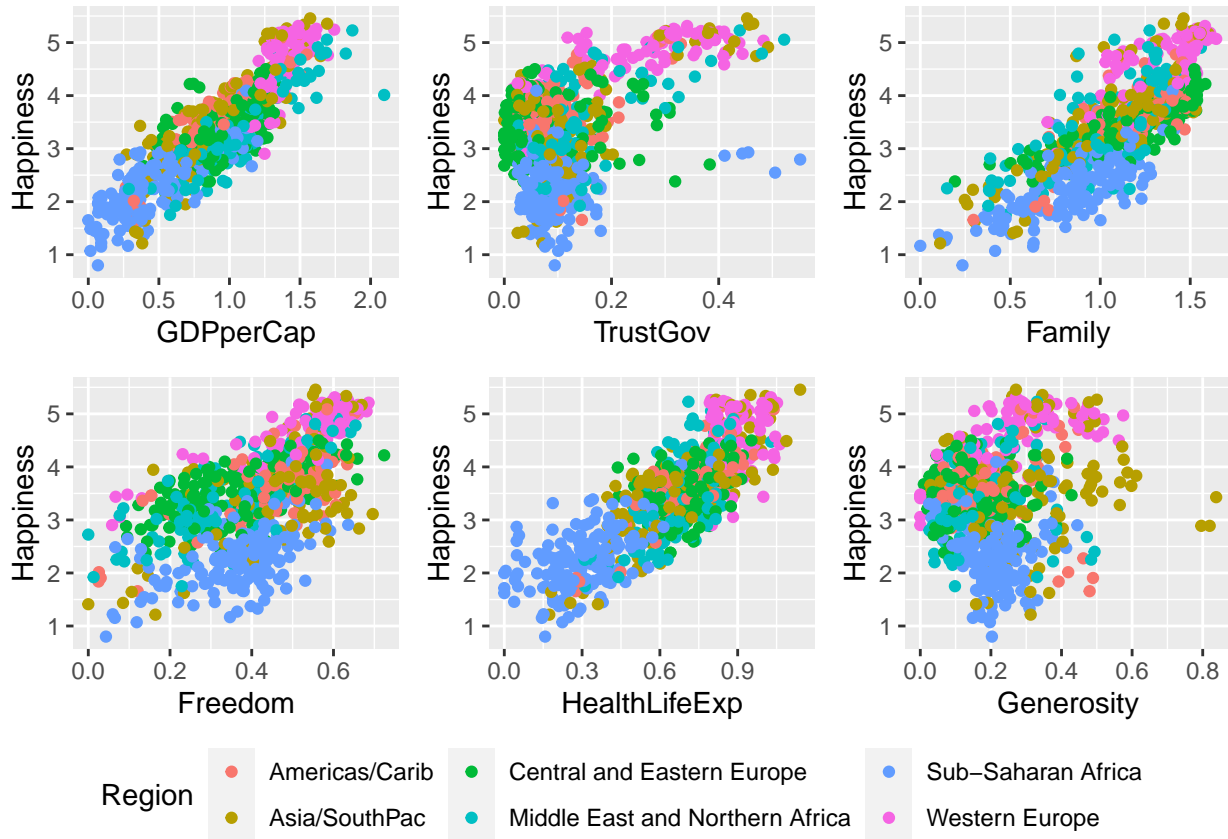 Happiness
5
4
3
2
1
0.0 0.5 1.0 1.5 2.0
GDPperCap
Happiness
5
4
3
2
1
0.0 0.2 0.4
TrustGov
Happiness
5
4
3
2
1
0.0 0.5 1.0 1.5
Family
Happiness
5
4
3
2
1
0.0 0.2 0.4 0.6
Freedom
Happiness
5
4
3
2
1
0.0 0.3 0.6 0.9
HealthLifeExp
Happiness
5
4
3
2
1
0.0 0.2 0.4 0.6 0.8
Generosity
Region
Americas/Carib
Asia/SouthPac
Central and Eastern Europe
Middle East and Northern Africa
Sub−Saharan Africa
Western Europe